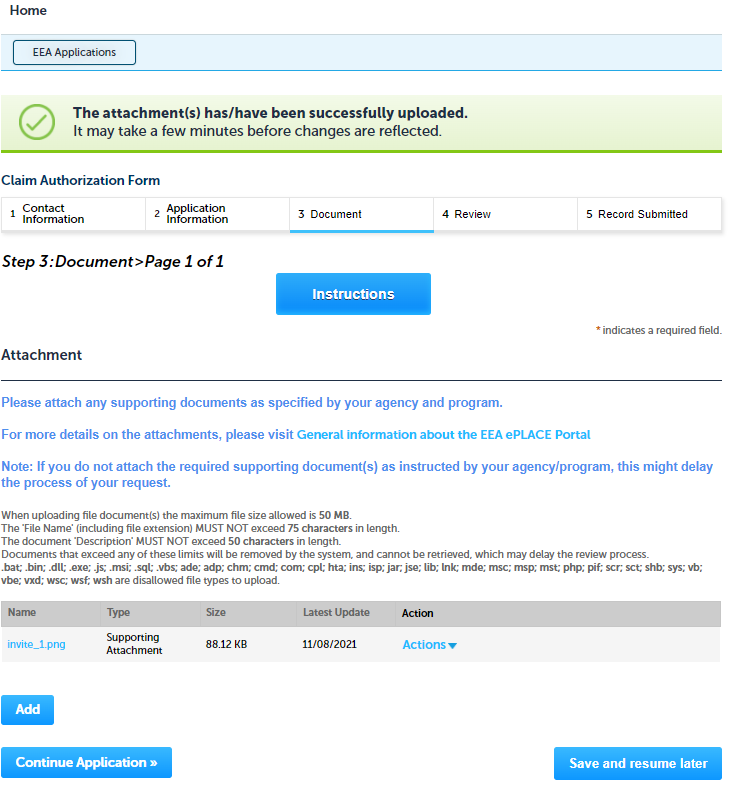 Home
EEA Applications
The attachment(s) has/have been successfully uploaded.
It may take a few minutes before changes are reflected.
Claim Authorization Form
1 Contact Information 2 Application Information 3 Document 4 Review 5 Record Submitted
Step 3:Document>Page 1 of 1
Instructions
* indicates a required field.
Attachment
Please attach any supporting documents as specified by your agency and program.
For more details on the attachments, please visit General information about the EEA ePLACE Portal
Note: If you do not attach the required supporting document(s) as instructed by your agency/program, this might delay
the process of your request.
When uploading file document(s) the maximum file size allowed is 50 MB.
The 'File Name' (including file extension) MUST NOT exceed 75 characters in length.
The document 'Description' MUST NOT exceed 50 characters in length.
Documents that exceed any of these limits will be removed by the system, and cannot be retrieved, which may delay the review process.
.bat; .bin; .dll; .exe; .js; .msi; .sql; .vbs; ade; adp; chm; cmd; com; cpl; hta; ins; isp; jar; jse; lib; lnk; mde; msc; msp; mst; php; pif; scr; sct; shb; sys; vb;
vbe; vxd; wsc; wsf; wsh are disallowed file types to upload.
Name Type Size Latest Update Action
invite_1.png Supporting Attachment 88.12 KB 11/08/2021 Actions
Add
Continue Application »
Save and resume later